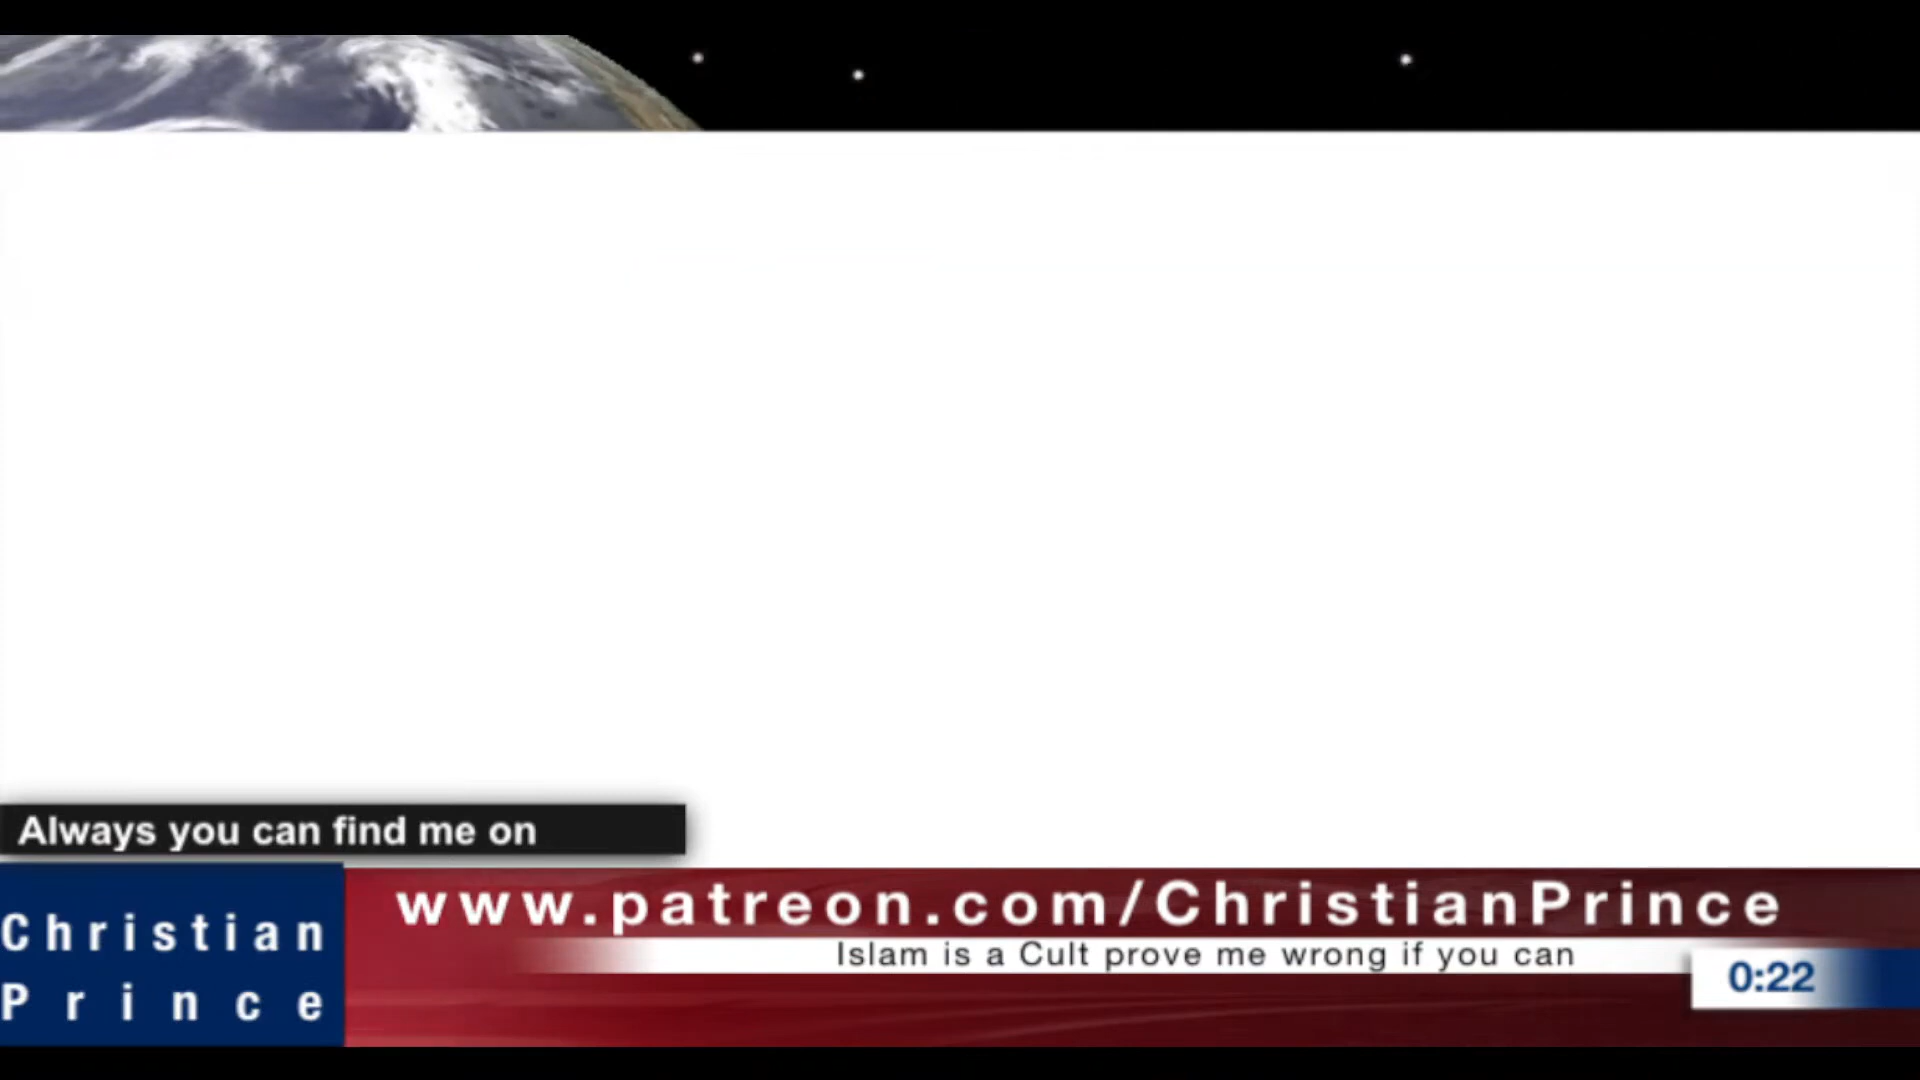 Always you can find me on
Christian
Prince
www.patreon.com/ChristianPrince
Islam is a Cult prove me wrong if you can
0:22